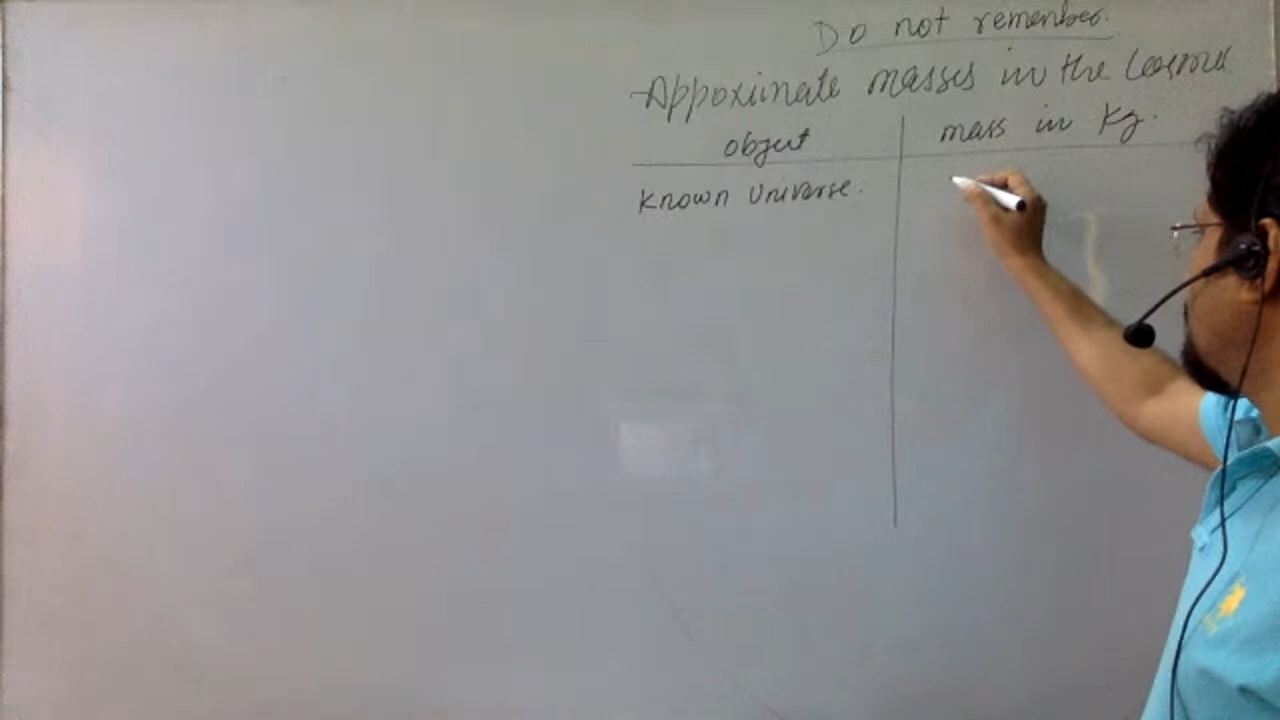 Do not remember.
Appoximate masses in the Cosmos
object mass in Kg.
Known Universe.